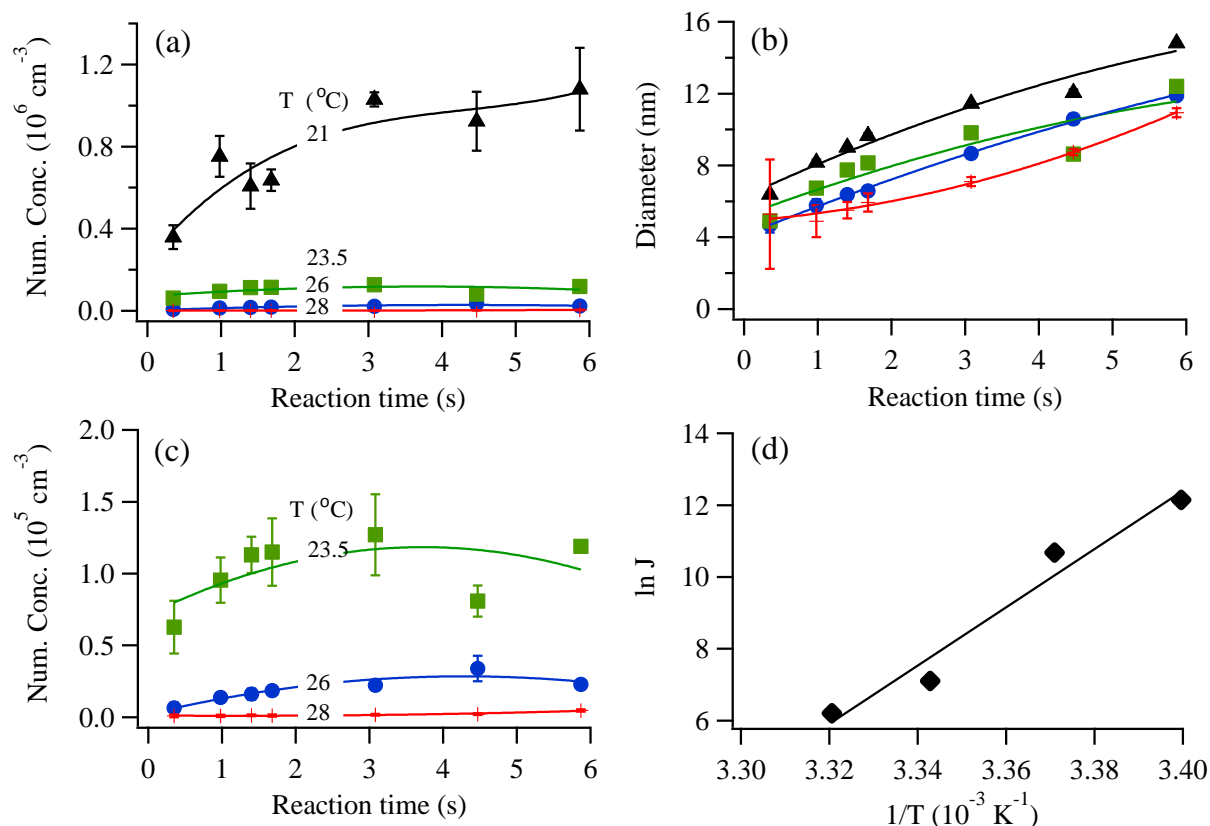 (a)
Num. Conc. (10^6 cm^-3)
1.2
0.8
0.4
0.0
T (°C)
21
23.5
26
28
0 1 2 3 4 5 6
Reaction time (s)
(b)
Diameter (nm)
16
12
8
4
0
0 1 2 3 4 5 6
Reaction time (s)
(c)
Num. Conc. (10^5 cm^-3)
2.0
1.5
1.0
0.5
0.0
T (°C)
23.5
26
28
0 1 2 3 4 5 6
Reaction time (s)
(d)
ln J
14
12
10
8
6
3.30 3.32 3.34 3.36 3.38 3.40
1/T (10^-3 K^-1)